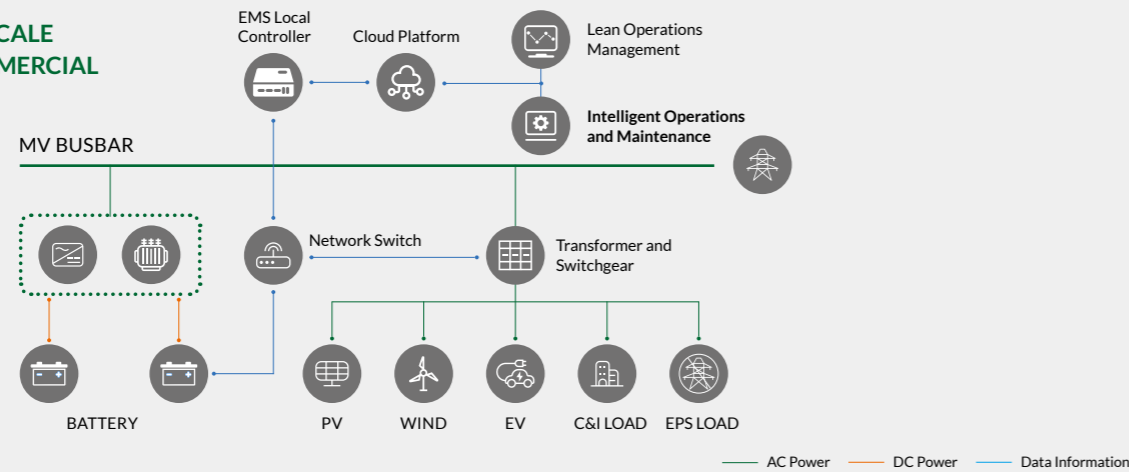 CALE
MERCIAL
EMS Local
Controller
Cloud Platform
Lean Operations
Management
Intelligent Operations
and Maintenance
MV BUSBAR
Network Switch
Transformer and
Switchgear
BATTERY
PV
WIND
EV
C&I LOAD
EPS LOAD
AC Power
DC Power
Data Information